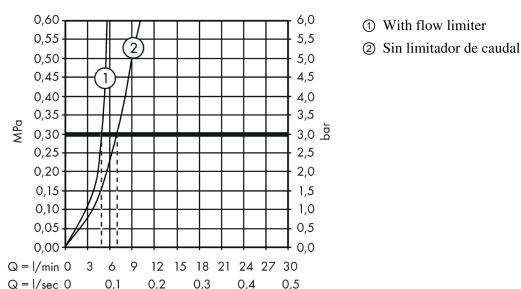 0,60 6,0
0,55 5,5
0,50 5,0
0,45 4,5
0,40 4,0
0,35 3,5
0,30 3,0
0,25 2,5
0,20 2,0
0,15 1,5
0,10 1,0
0,05 0,5
0,00 0,0
MPa
bar
1
2
Q = l/min 0 3 6 9 12 15 18 21 24 27 30
Q = l/sec 0 0,1 0,2 0,3 0,4 0,5
① With flow limiter
② Sin limitador de caudal